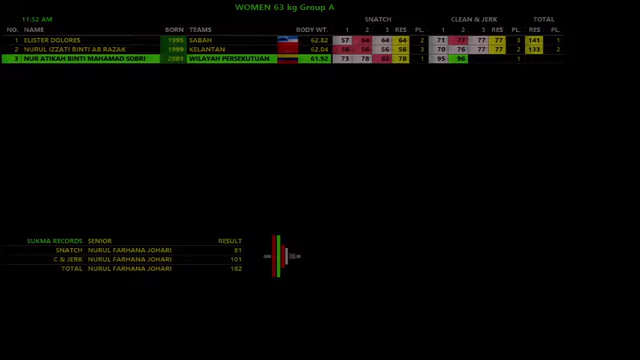 WOMEN 63 kg Group A
11:52 AM SNATCH CLEAN & JERK TOTAL
NO. NAME BORN TEAMS BODY WT. 1 2 3 RES PL. 1 2 3 RES PL. RES PL.
1 ELISTER DOLORES 1995 SABAH 62.82 57 64 64 64 2 71 77 77 77 3 141 1
2 NURUL IZZATI BINTI AB RAZAK 1999 KELANTAN 62.04 56 56 56 56 3 70 76 77 77 2 133 2
3 NUR ATIKAH BINTI MAHAMAD SOBRI 2001 WILAYAH PERSEKUTUAN 61.92 73 78 82 78 1 95 96 1
SUKMA RECORDS SENIOR RESULT
SNATCH NURUL FARHANA JOHARI 81
C & JERK NURUL FARHANA JOHARI 101
TOTAL NURUL FARHANA JOHARI 182